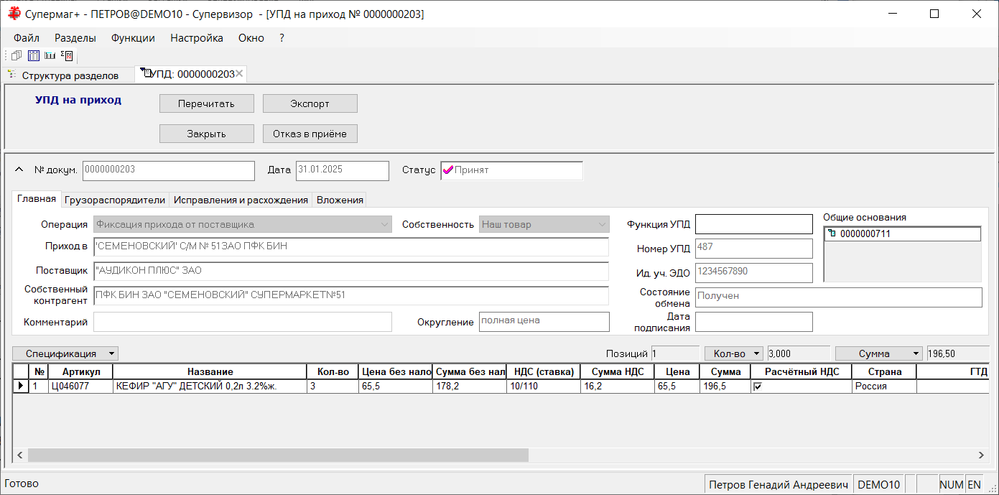 Супермаг+ - ПЕТРОВ@DEMO10 - Супервизор - [УПД на приход № 0000000203]
Файл Разделы Функции Настройка Окно ?
Структура разделов УПД: 0000000203
УПД на приход Перечитать Экспорт
Закрыть Отказ в приёме
№ докум. 0000000203 Дата 31.01.2025 Статус Принят
Главная Грузораспорядители Исправления и расхождения Вложения
Операция Фиксация прихода от поставщика Собственность Наш товар Функция УПД Общие основания
0000000711
Приход в 'СЕМЕНОВСКИЙ' С/М № 51ЗАО ПФК БИН Номер УПД 487
Поставщик "АУДИКОН ПЛЮС" ЗАО Ид. уч. ЭДО 1234567890
Собственный контрагент ПФК БИН ЗАО "СЕМЕНОВСКИЙ" СУПЕРМАРКЕТ№51 Состояние обмена Получен
Комментарий Округление полная цена Дата подписания
Спецификация Позиций 1 Кол-во 3,000 Сумма 196,50
№ Артикул Название Кол-во Цена без нало Сумма без нал НДС (ставка) Сумма НДС Цена Сумма Расчётный НДС Страна ГТД
1 Ц046077 КЕФИР "АГУ" ДЕТСКИЙ 0,2л 3.2%ж. 3 65,5 178,2 10/110 16,2 65,5 196,5 Россия
Готово Петров Генадий Андреевич DEMO10 NUM EN